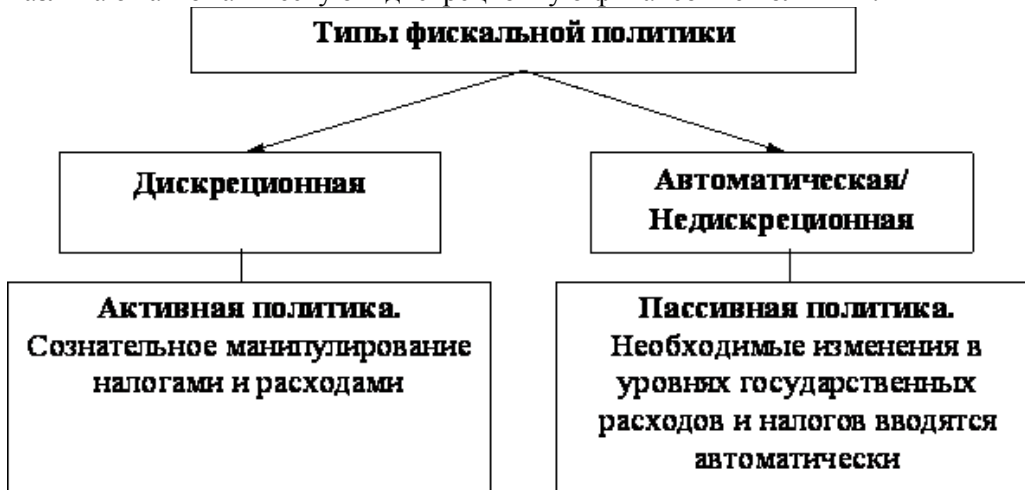 Типы фискальной политики
Дискреционная
Автоматическая/
Недискреционная
Активная политика.
Сознательное манипулирование
налогами и расходами
Пассивная политика.
Необходимые изменения в
уровнях государственных
расходов и налогов вводятся
автоматически